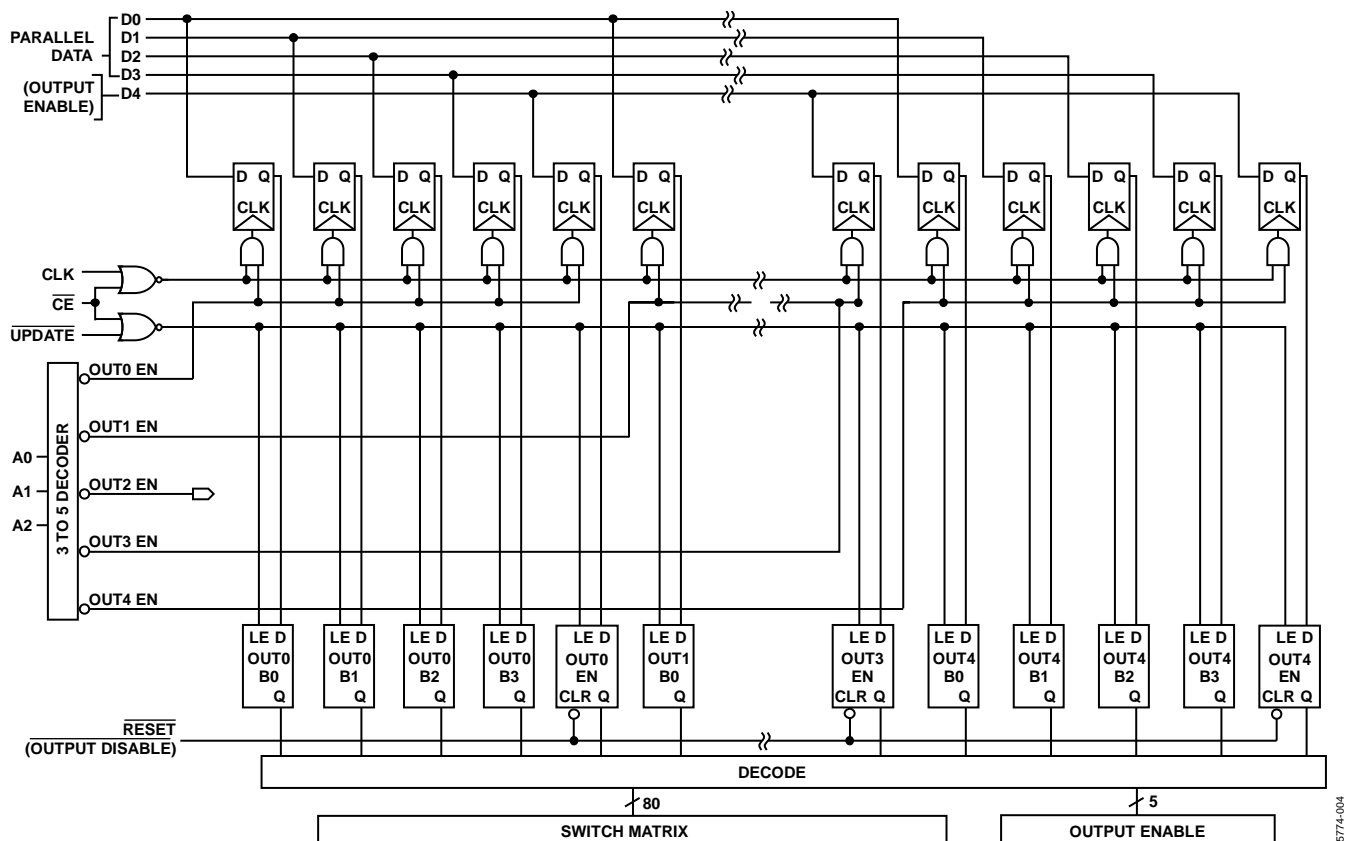 PARALLEL
DATA
D0
D1
D2
D3
(OUTPUT
ENABLE)
D4
D Q D Q D Q D Q D Q D Q D Q D Q D Q D Q D Q D Q
CLK CLK CLK CLK CLK CLK CLK CLK CLK CLK CLK CLK
CLK
CE
UPDATE
3 TO 5 DECODER
OUT0 EN
OUT1 EN
A0
A1
OUT2 EN
A2
OUT3 EN
OUT4 EN
LE D LE D LE D LE D LE D LE D LE D LE D LE D LE D LE D LE D
OUT0 OUT0 OUT0 OUT0 OUT0 OUT1 OUT3 OUT4 OUT4 OUT4 OUT4 OUT4
B0 B1 B2 B3 EN B0 EN B0 B1 B2 B3 EN
Q Q Q Q CLR Q Q CLR Q Q Q Q Q CLR Q
RESET
(OUTPUT DISABLE)
DECODE
80
5
SWITCH MATRIX
OUTPUT ENABLE
5774-004